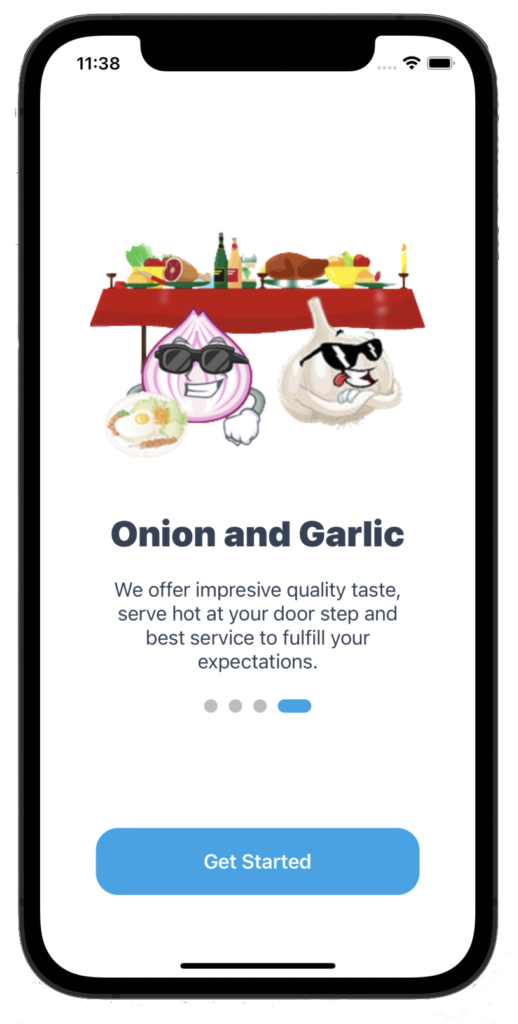 11:38
Onion and Garlic
We offer impresive quality taste,
serve hot at your door step and
best service to fulfill your
expectations.
Get Started